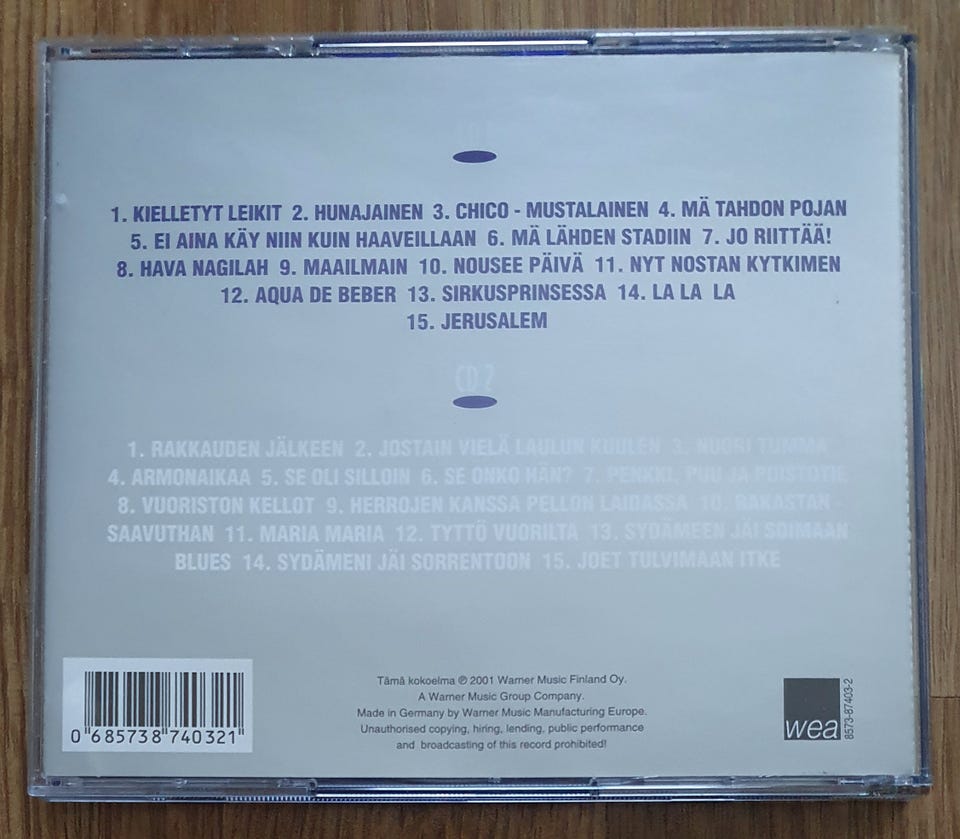 1. KIELLETYT LEIKIT 2. HUNAJAINEN 3. CHICO - MUSTALAINEN 4. MÄ TAHDON POJAN
5. EI AINA KÄY NIIN KUIN HAAVEILLAAN 6. MÄ LÄHDEN STADIIN 7. JO RIITTÄÄ!
8. HAVA NAGILAH 9. MAAILMAIN 10. NOUSEE PÄIVÄ 11. NYT NOSTAN KYTKIMEN
12. AQUA DE BEBER 13. SIRKUSPRINSESSA 14. LA LA LA
15. JERUSALEM
CD 2
1. RAKKAUDEN JÄLKEEN 2. JOSTAIN VIELÄ LAULUN KUULEN 3. NUORI TUMMA
4. ARMONAIKAA 5. SE OLI SILLOIN 6. SE ONKO HÄN? 7. PENKKI, PUU JA PUISTOTIE
8. VUORISTON KELLOT 9. HERROJEN KANSSA PELLON LAIDASSA 10. RAKASTAN -
SAAVUTHAN 11. MARIA MARIA 12. TYTTÖ VUORILTA 13. SYDÄMEEN JÄI SOIMAAN
BLUES 14. SYDÄMENI JÄI SORRENTOON 15. JOET TULVIMAAN ITKE
Tämä kokoelma ℗ 2001 Warner Music Finland Oy.
A Warner Music Group Company.
Made in Germany by Warner Music Manufacturing Europe.
Unauthorised copying, hiring, lending, public performance
and broadcasting of this record prohibited!
0 685738 740321
wea
8573-87403-2